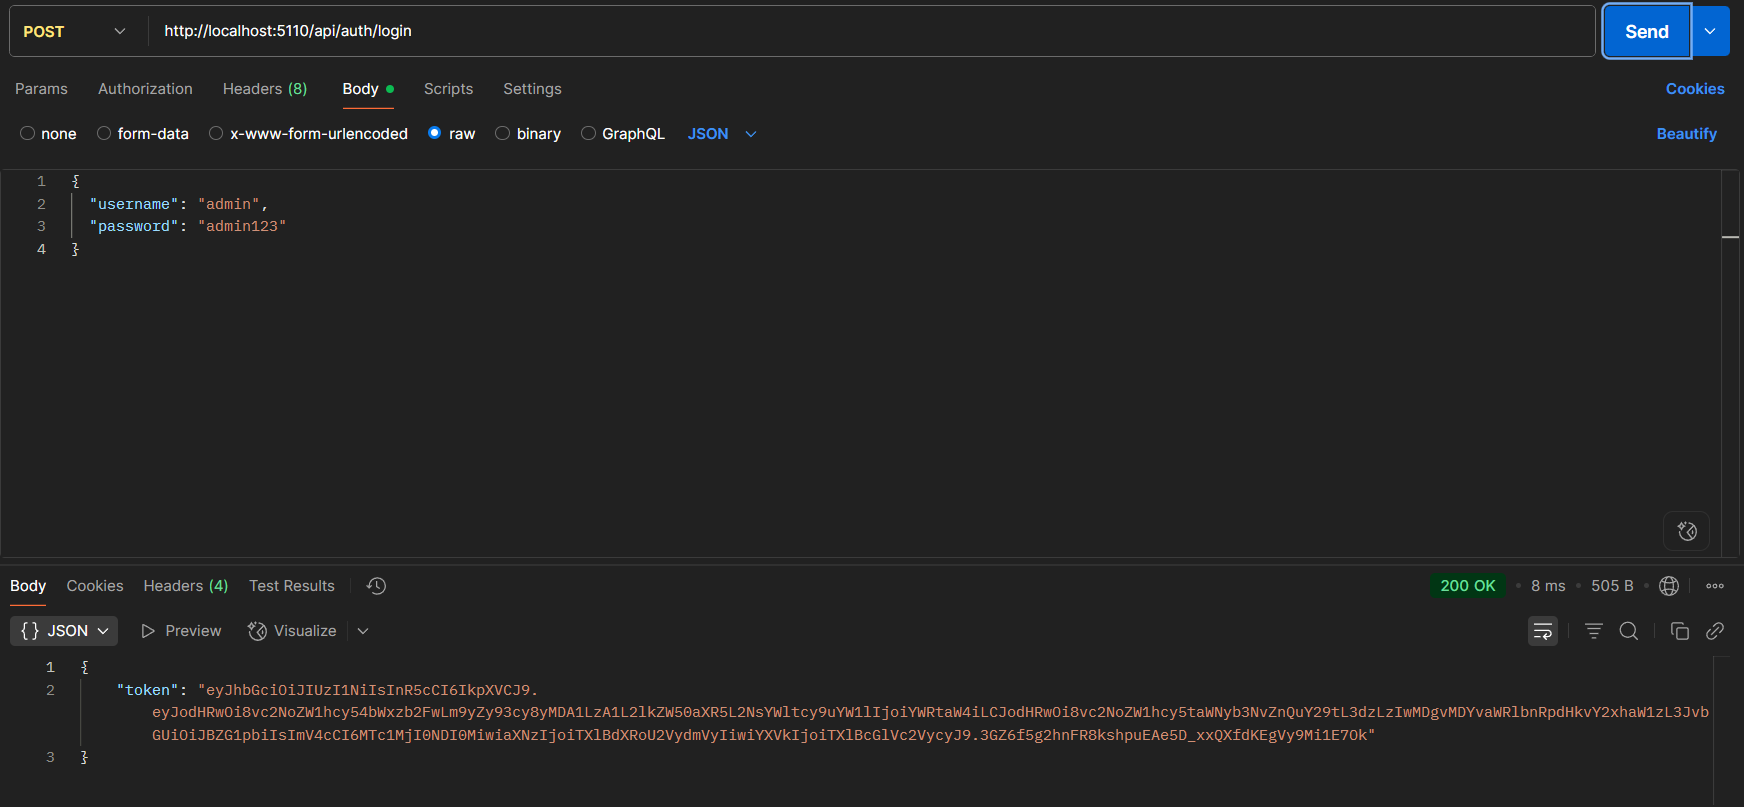 POST http://localhost:5110/api/auth/login Send
Params Authorization Headers (8) Body Scripts Settings Cookies
none form-data x-www-form-urlencoded raw binary GraphQL JSON Beautify
1 {
2 "username": "admin",
3 "password": "admin123"
4 }
Body Cookies Headers (4) Test Results 200 OK 8 ms 505 B
{} JSON Preview Visualize
1 {
2 "token": "eyJhbGciOiJIUzI1NiIsInR5cCI6IkpXVCJ9.
eyJodHRwOi8vc2NoZW1hcy54bWxzb2FwLm9yZy93cy8yMDA1LzA1L2lkZW50aXR5L2NsYWltcy9uYW1lIjoiYWRtaW4iLCJodHRwOi8vc2NoZW1hcy5taWNyb3NvZnQuY29tL3dzLzIwMDgvMDYvaWRlbnRpdHkvY2xhaW1zL3Jvb
GUiOiJBZG1pbiIsImV4cCI6MTc1MjI0NDI0MiwiaXNzIjoiTXlBdXRoU2VydmVyIiwiYXVkIjoiTXlBcGlVc2VycyJ9.3GZ6f5g2hnFR8kshpuEAe5D_xxQXfdKEgVy9Mi1E7Ok"
3 }